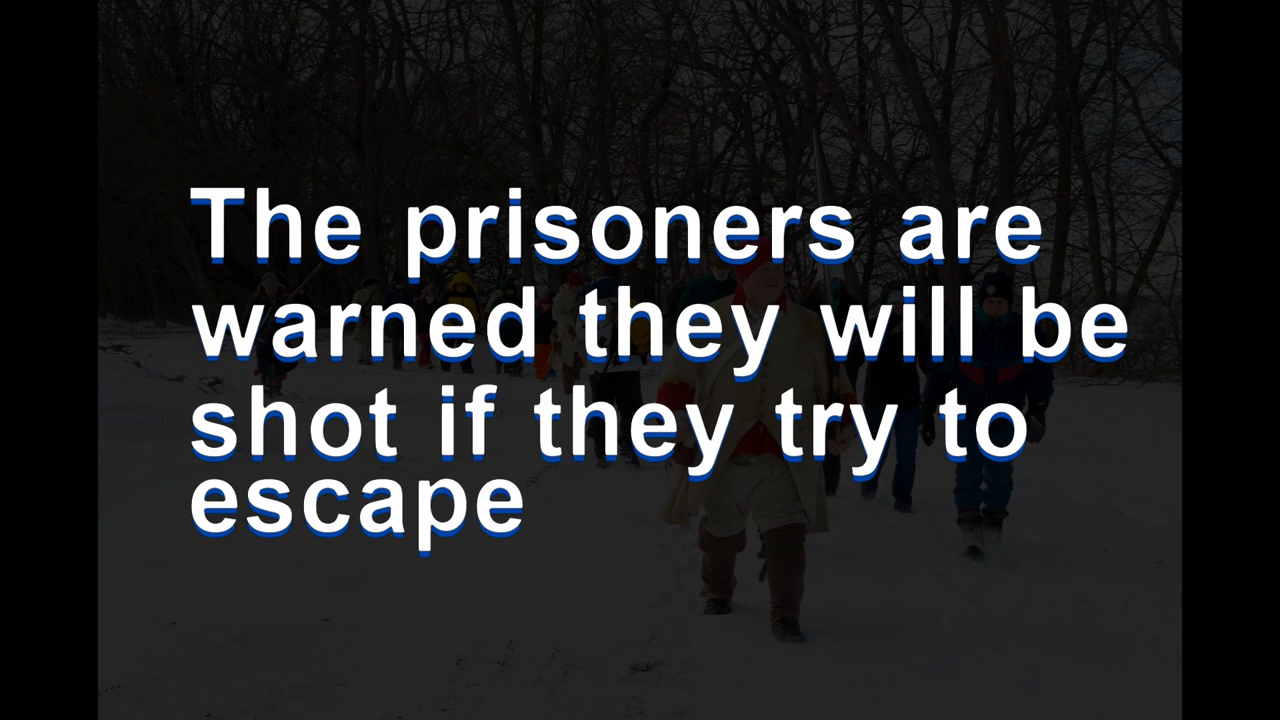 The prisoners are
warned they will be
shot if they try to
escape